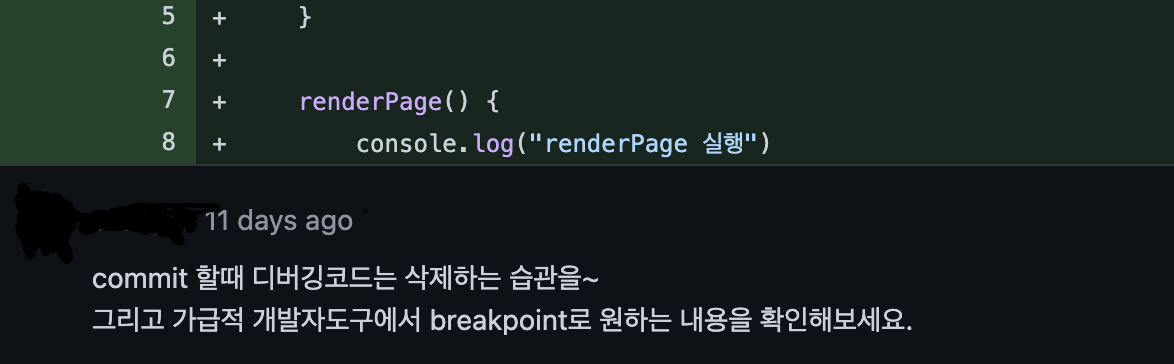 5 + }
6 +
7 + renderPage() {
8 + console.log("renderPage 실행")
11 days ago
commit 할때 디버깅코드는 삭제하는 습관을~
그리고 가급적 개발자도구에서 breakpoint로 원하는 내용을 확인해보세요.